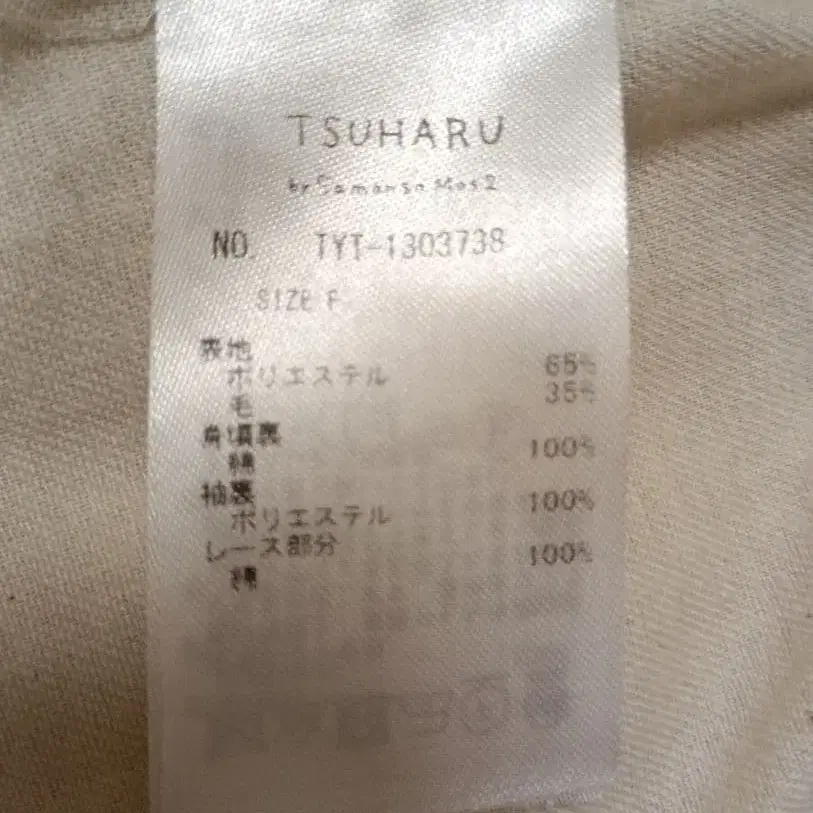 TSUHARU
by Samansa Mos2
NO. TYT-1303738
SIZE F
表地
ポリエステル 65%
毛 35%
身頃裏
綿 100%
袖裏
ポリエステル 100%
レース部分
綿 100%